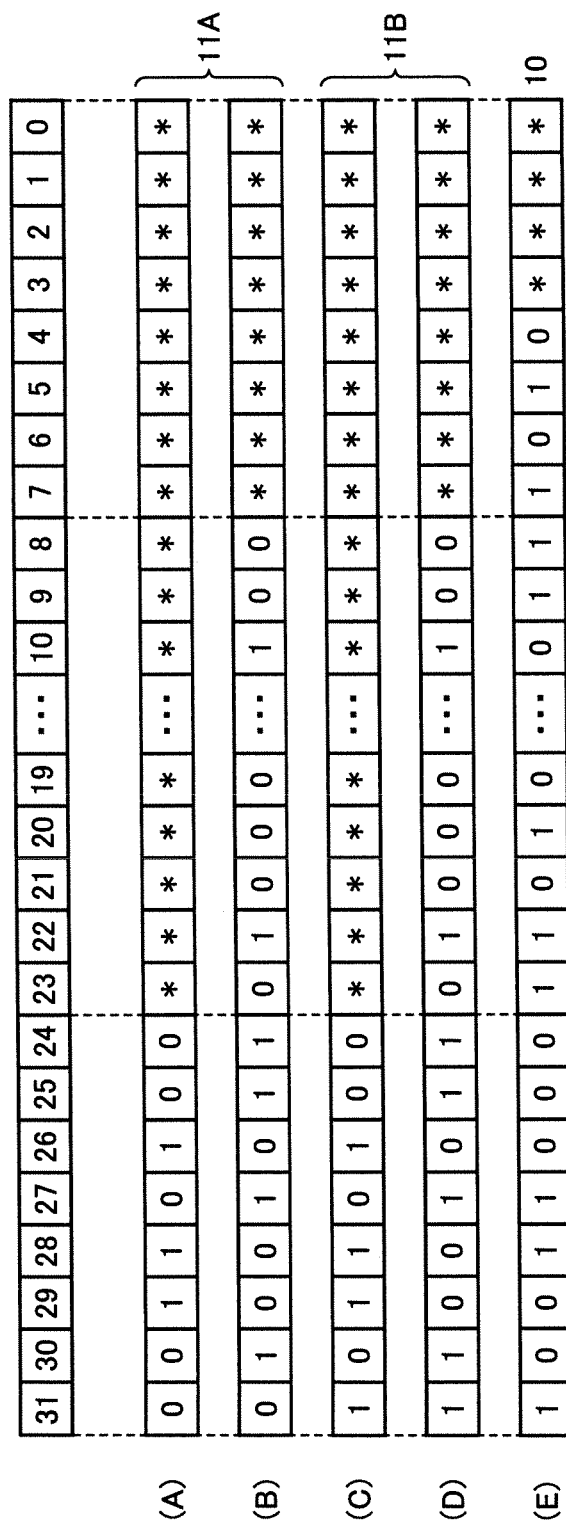 31 30 29 28 27 26 25 24 23 22 21 20 19 ... 10 9 8 7 6 5 4 3 2 1 0
(A) 0 0 1 1 0 1 0 0 * * * * * ... * * * * * * * * * * *
11A
(B) 0 1 0 0 1 0 1 1 0 1 0 0 0 ... 1 0 0 * * * * * * * *
(C) 1 0 1 1 0 1 0 0 * * * * * ... * * * * * * * * * * *
11B
(D) 1 1 0 0 1 0 1 1 0 1 0 0 0 ... 1 0 0 * * * * * * * *
(E) 1 0 0 1 1 0 0 0 1 1 0 1 0 ... 0 1 1 1 0 1 0 * * * * 10